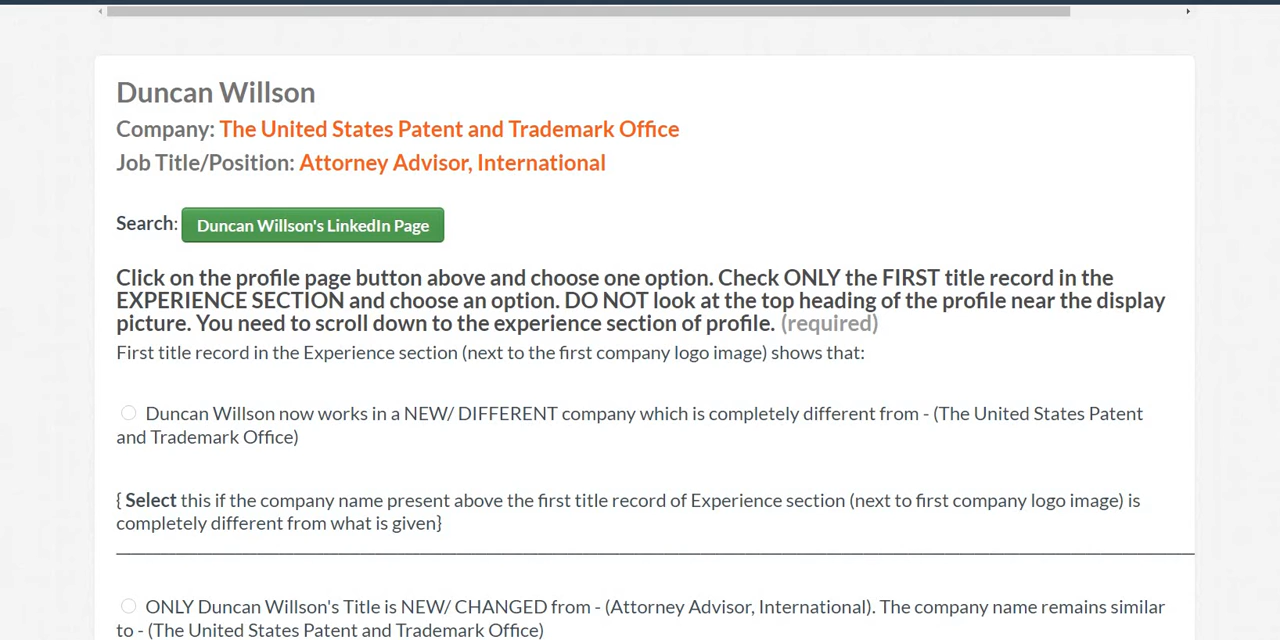 Duncan Willson
Company: The United States Patent and Trademark Office
Job Title/Position: Attorney Advisor, International
Search: Duncan Willson's LinkedIn Page
Click on the profile page button above and choose one option. Check ONLY the FIRST title record in the
EXPERIENCE SECTION and choose an option. DO NOT look at the top heading of the profile near the display
picture. You need to scroll down to the experience section of profile. (required)
First title record in the Experience section (next to the first company logo image) shows that:
Duncan Willson now works in a NEW/ DIFFERENT company which is completely different from - (The United States Patent
and Trademark Office)
{ Select this if the company name present above the first title record of Experience section (next to first company logo image) is
completely different from what is given}
ONLY Duncan Willson's Title is NEW/ CHANGED from - (Attorney Advisor, International). The company name remains similar
to - (The United States Patent and Trademark Office)